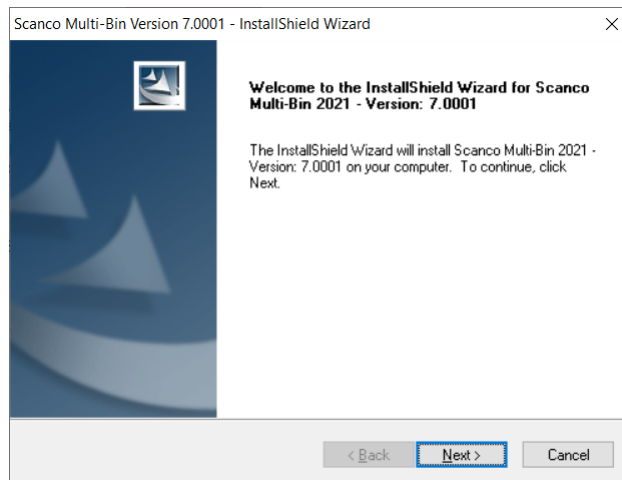 Scanco Multi-Bin Version 7.0001 - InstallShield Wizard
Welcome to the InstallShield Wizard for Scanco
Multi-Bin 2021 - Version: 7.0001
The InstallShield Wizard will install Scanco Multi-Bin 2021 -
Version: 7.0001 on your computer. To continue, click
Next.
< Back Next > Cancel